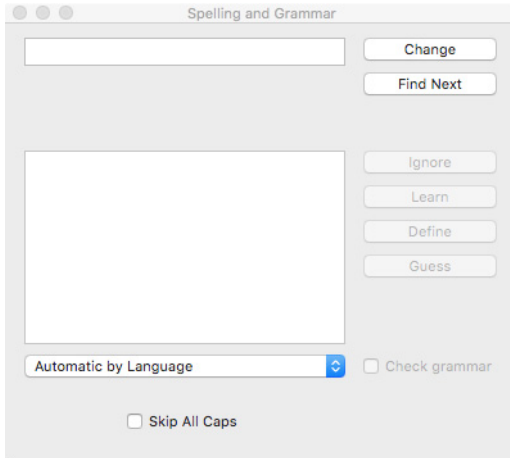 Spelling and Grammar
Change
Find Next
Ignore
Learn
Define
Guess
Automatic by Language
Check grammar
Skip All Caps